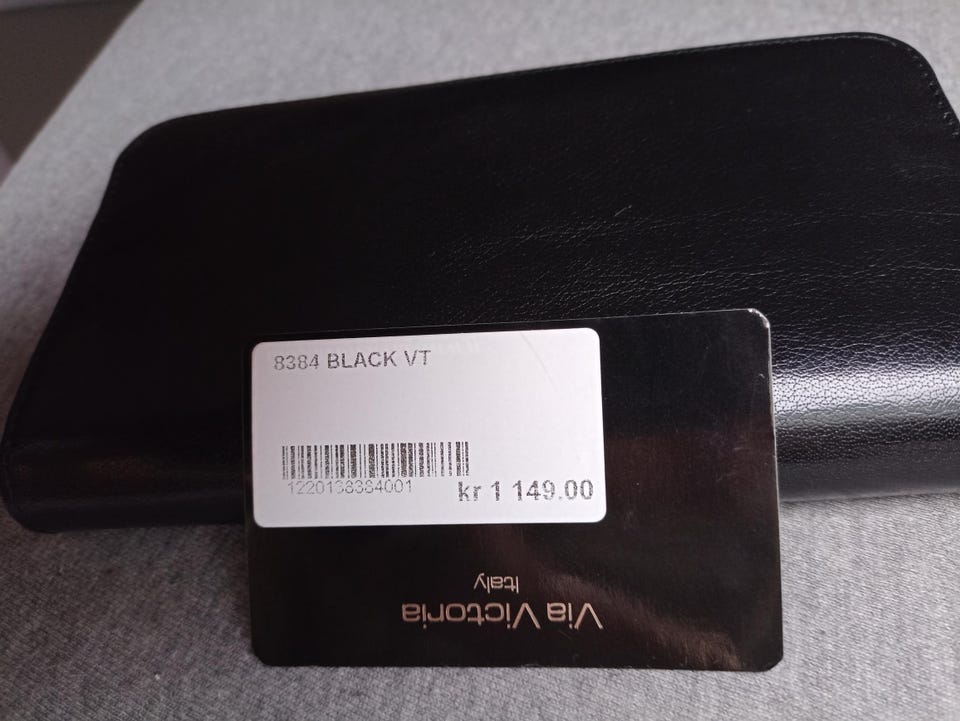 8384 BLACK VT
1220138384001
kr 1 149.00
Via Victoria
Italy